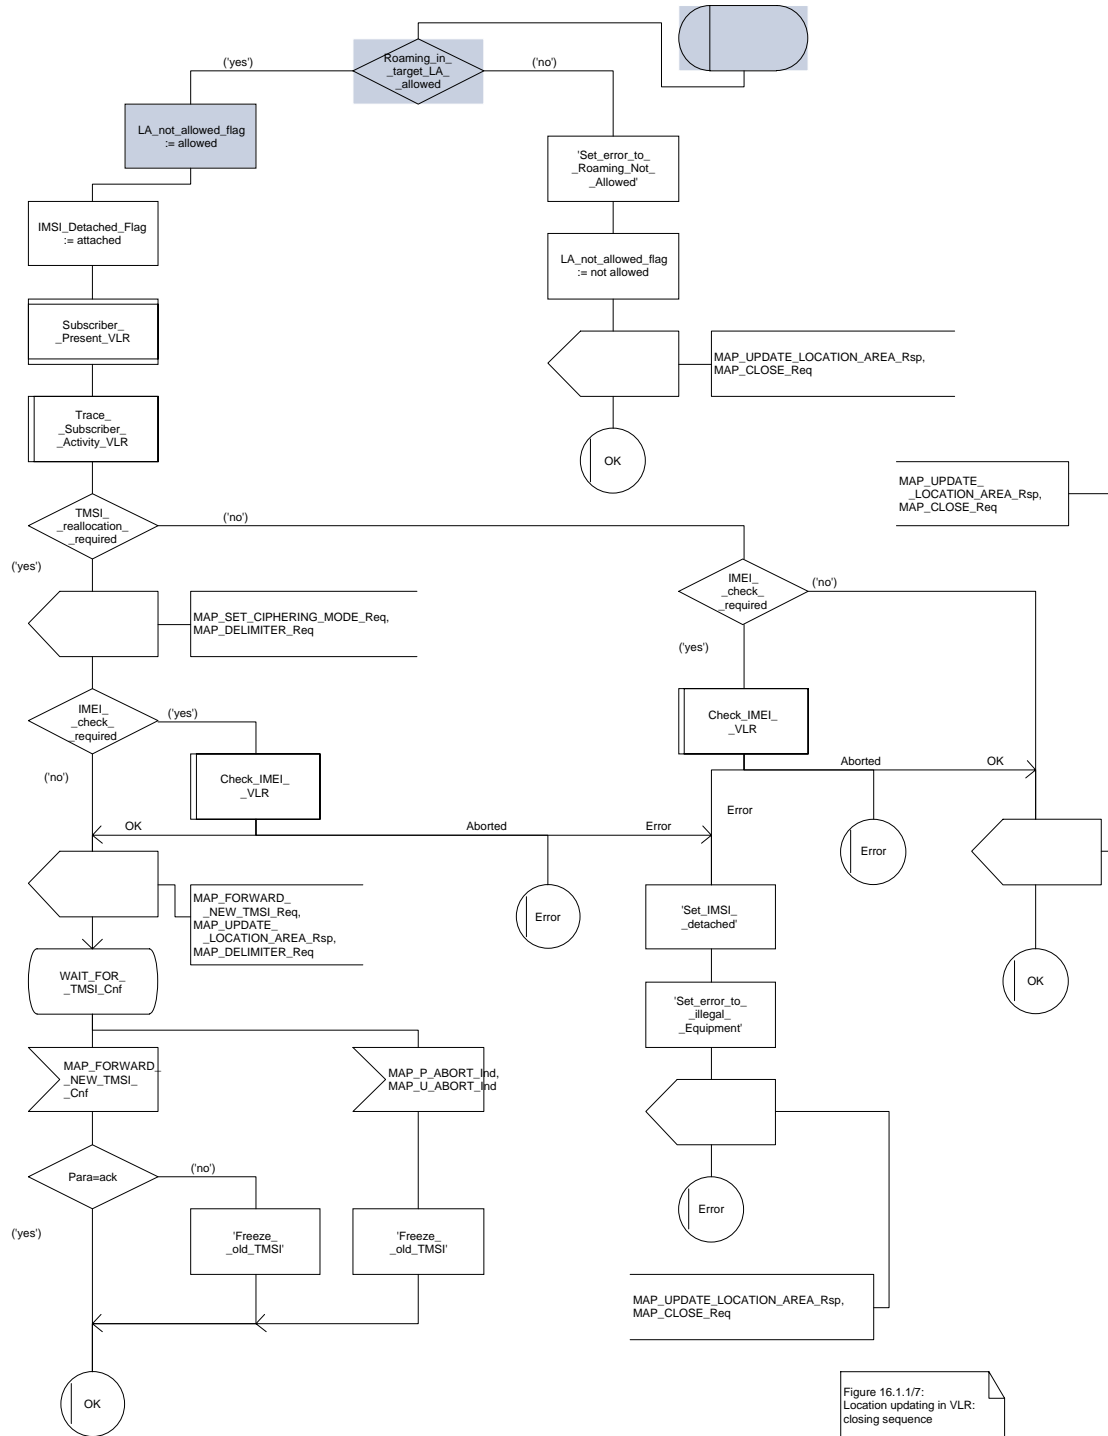 Roaming_in_
_target_LA_
_allowed
('yes')
('no')
LA_not_allowed_flag
:= allowed
'Set_error_to_
_Roaming_Not_
_Allowed'
IMSI_Detached_Flag
:= attached
LA_not_allowed_flag
:= not allowed
Subscriber_
_Present_VLR
MAP_UPDATE_LOCATION_AREA_Rsp,
MAP_CLOSE_Req
Trace_
_Subscriber_
_Activity_VLR
OK
MAP_UPDATE_
_LOCATION_AREA_Rsp,
MAP_CLOSE_Req
TMSI_
_reallocation_
_required
('no')
('yes')
IMEI_
_check_
_required
('no')
('yes')
MAP_SET_CIPHERING_MODE_Req,
MAP_DELIMITER_Req
IMEI_
_check_
_required
('yes')
('no')
Check_IMEI_
_VLR
Check_IMEI_
_VLR
Aborted
OK
Error
OK
Aborted
Error
Error
MAP_FORWARD_
_NEW_TMSI_Req,
MAP_UPDATE_
_LOCATION_AREA_Rsp,
MAP_DELIMITER_Req
Error
'Set_IMSI_
_detached'
WAIT_FOR_
_TMSI_Cnf
OK
'Set_error_to_
_illegal_
_Equipment'
MAP_FORWARD_
_NEW_TMSI_
_Cnf
MAP_P_ABORT_Ind,
MAP_U_ABORT_Ind
Para=ack
('no')
('yes')
Error
'Freeze_
_old_TMSI'
'Freeze_
_old_TMSI'
MAP_UPDATE_LOCATION_AREA_Rsp,
MAP_CLOSE_Req
OK
Figure 16.1.1/7:
Location updating in VLR:
closing sequence